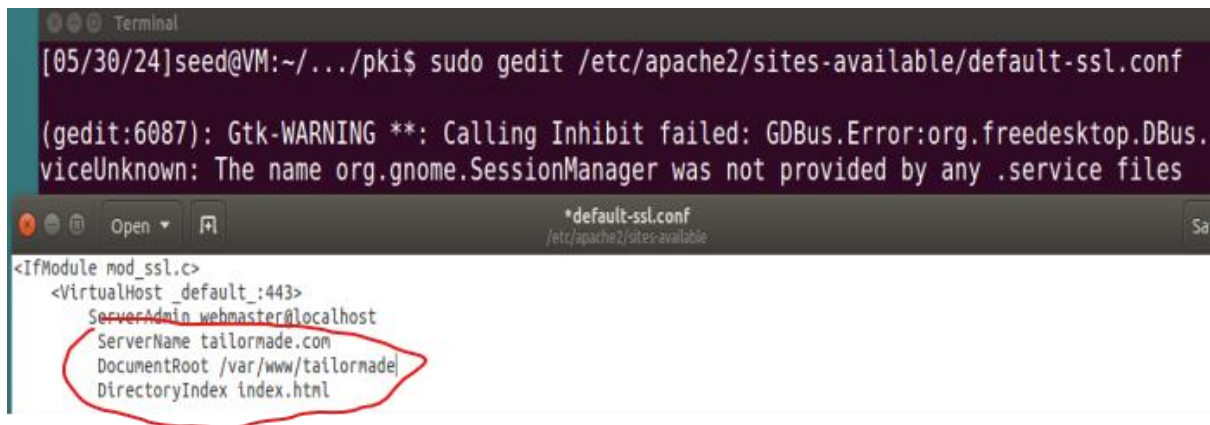 Terminal
[05/30/24]seed@VM:~/.../pki$ sudo gedit /etc/apache2/sites-available/default-ssl.conf
(gedit:6087): Gtk-WARNING **: Calling Inhibit failed: GDBus.Error:org.freedesktop.DBus.
viceUnknown: The name org.gnome.SessionManager was not provided by any .service files
Open
*default-ssl.conf
Sa
/etc/apache2/sites-available
<IfModule mod_ssl.c>
<VirtualHost _default_:443>
ServerAdmin webmaster@localhost
ServerName tailormade.com
DocumentRoot /var/www/tailormade
DirectoryIndex index.html